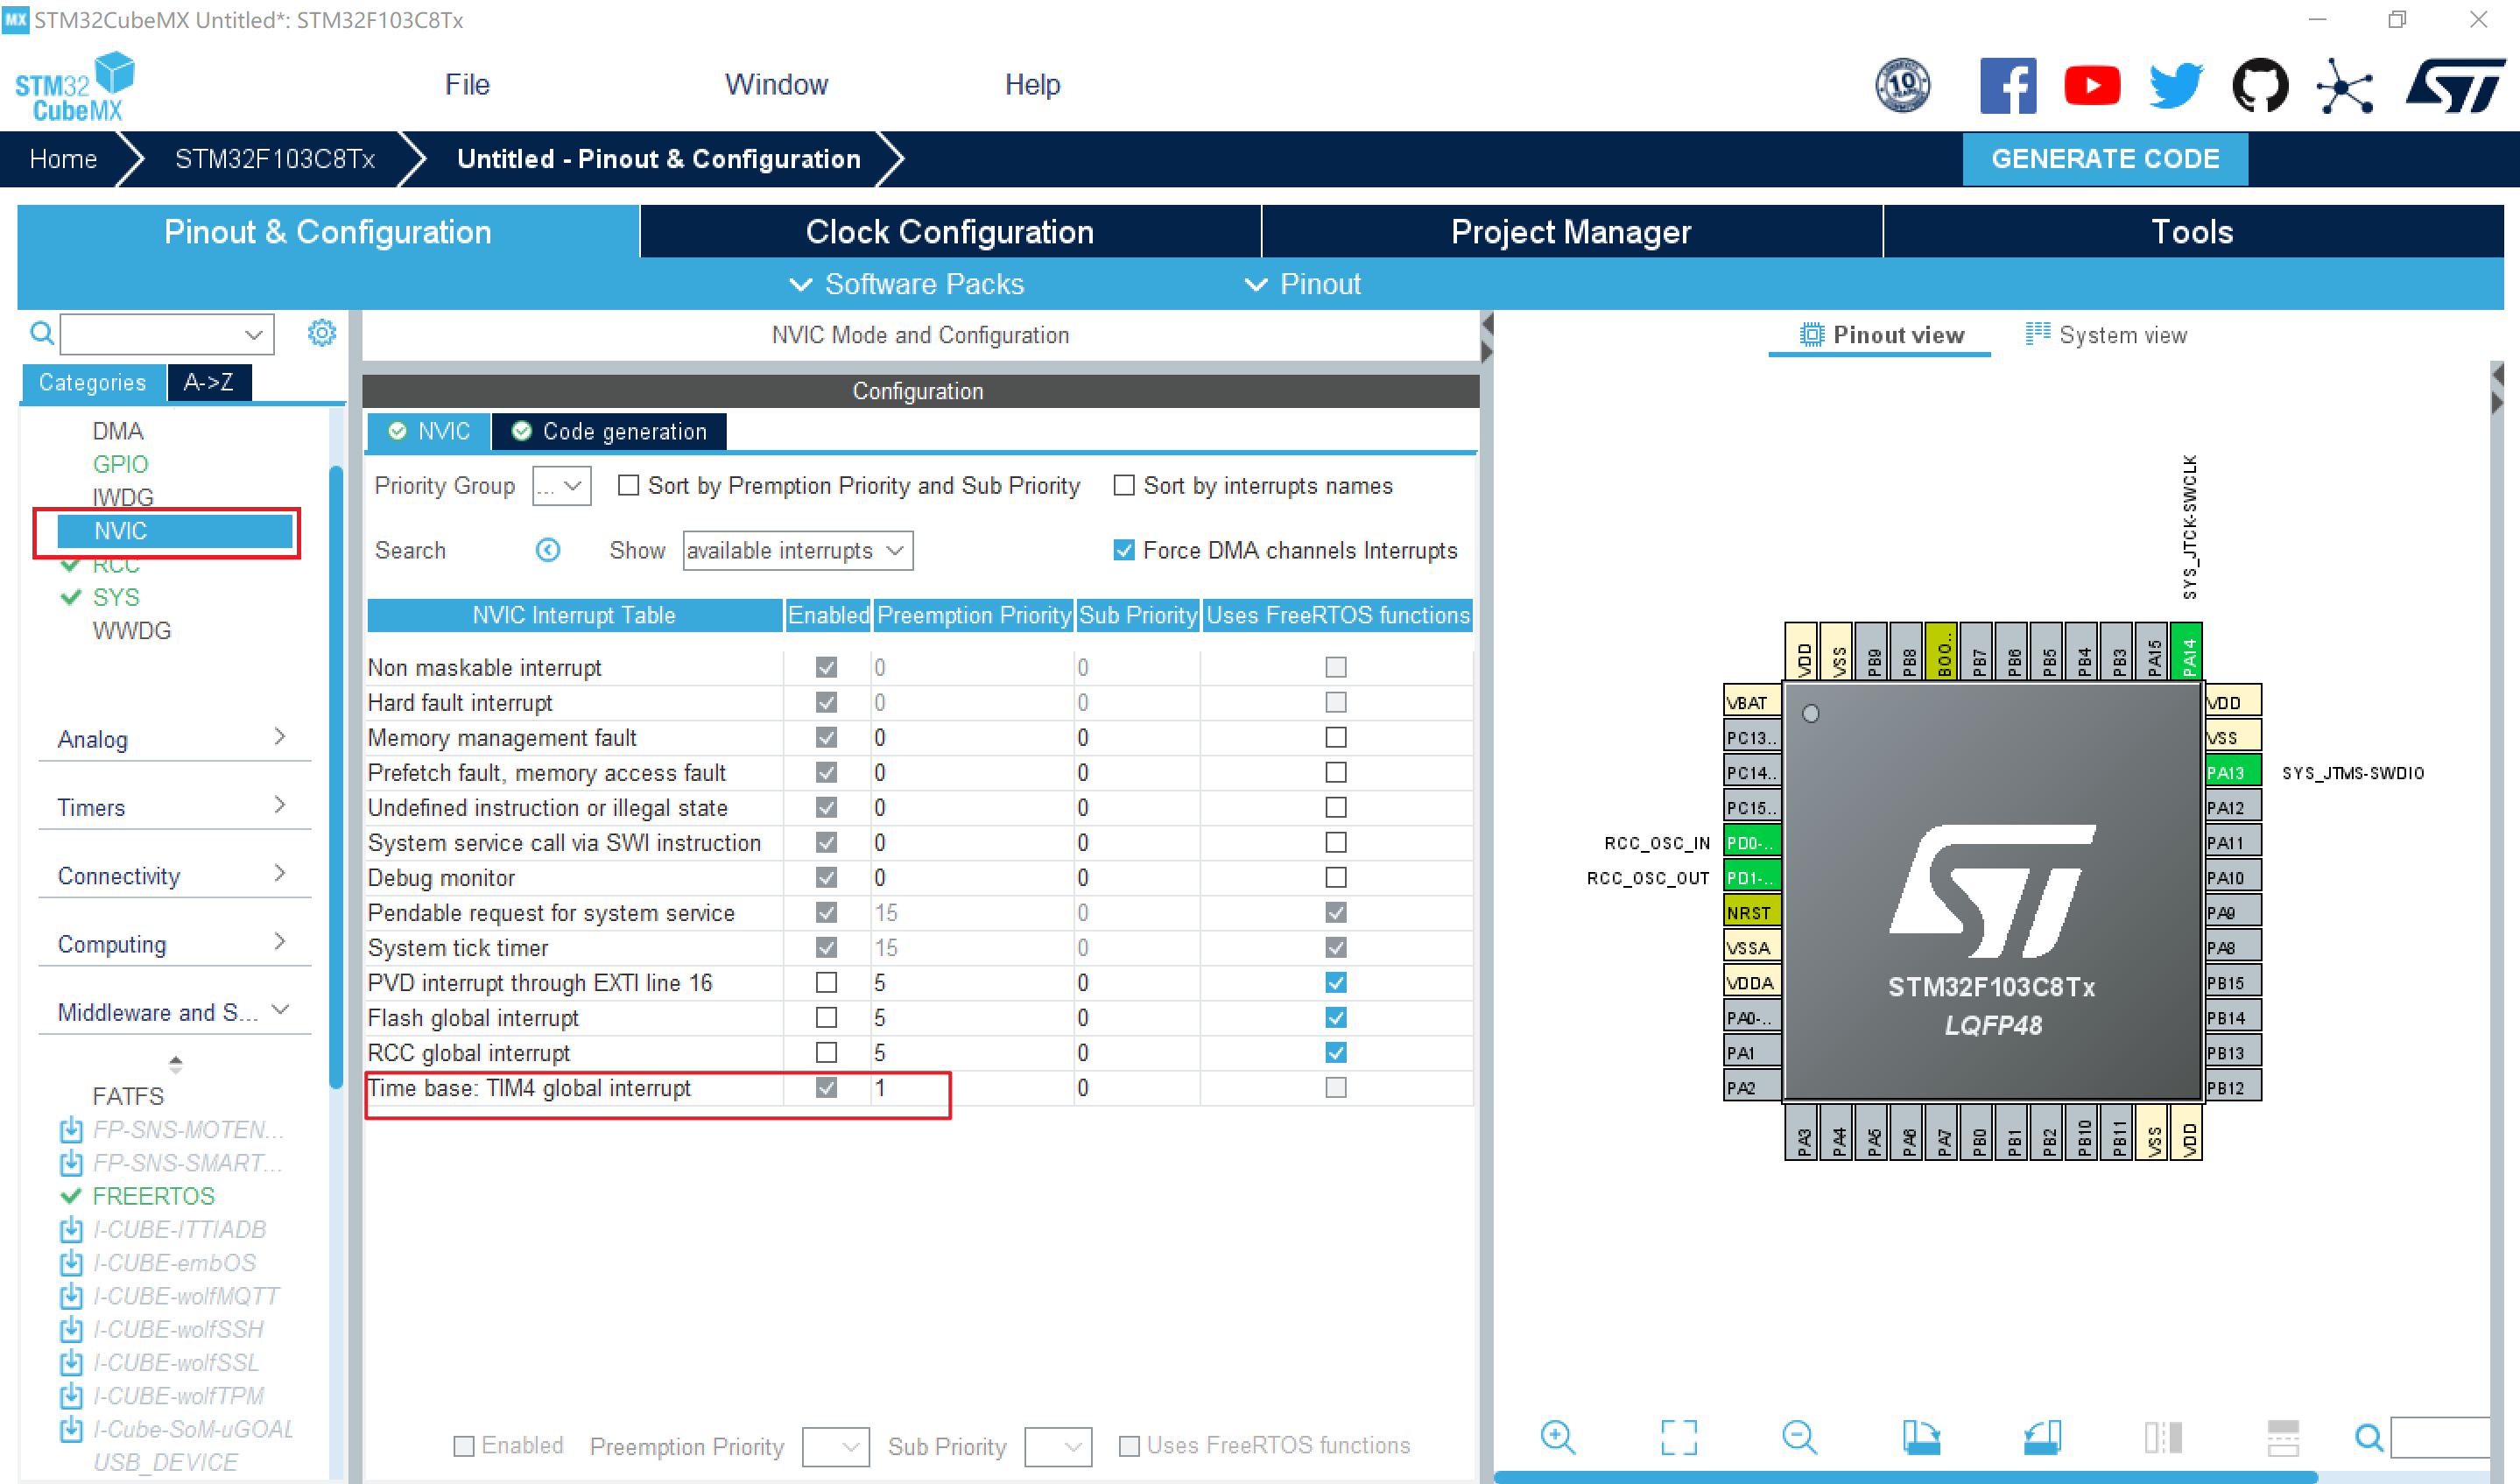 MX STM32CubeMX Untitled*: STM32F103C8Tx
STM32 CubeMX
File Window Help
10 YEARS
Home STM32F103C8Tx Untitled - Pinout & Configuration GENERATE CODE
Pinout & Configuration Clock Configuration Project Manager Tools
Software Packs Pinout
NVIC Mode and Configuration
Pinout view System view
Categories A->Z
Configuration
NVIC Code generation
DMA
GPIO
IWDG
NVIC
RCC
SYS
WWDG
Analog
Timers
Connectivity
Computing
Middleware and S...
FATFS
FP-SNS-MOTEN...
FP-SNS-SMART...
FREERTOS
I-CUBE-ITTIADB
I-CUBE-embOS
I-CUBE-wolfMQTT
I-CUBE-wolfSSH
I-CUBE-wolfSSL
I-CUBE-wolfTPM
I-Cube-SoM-uGOAL
USB_DEVICE
Priority Group ... Sort by Premption Priority and Sub Priority Sort by interrupts names
Search Show available interrupts Force DMA channels Interrupts
NVIC Interrupt Table Enabled Preemption Priority Sub Priority Uses FreeRTOS functions
Non maskable interrupt 0 0
Hard fault interrupt 0 0
Memory management fault 0 0
Prefetch fault, memory access fault 0 0
Undefined instruction or illegal state 0 0
System service call via SWI instruction 0 0
Debug monitor 0 0
Pendable request for system service 15 0
System tick timer 15 0
PVD interrupt through EXTI line 16 5 0
Flash global interrupt 5 0
RCC global interrupt 5 0
Time base: TIM4 global interrupt 1 0
Enabled Preemption Priority Sub Priority Uses FreeRTOS functions
SYS_JTCK-SWCLK
VDD VSS PB9 PB8 BOO.. PB7 PB6 PB5 PB4 PB3 PA15 PA14
VBAT
PC13..
PC14..
PC15..
RCC_OSC_IN PD0-..
RCC_OSC_OUT PD1-..
NRST
VSSA
VDDA
PA0-..
PA1
PA2
ST
STM32F103C8Tx
LQFP48
VDD
VSS
PA13 SYS_JTMS-SWDIO
PA12
PA11
PA10
PA9
PA8
PB15
PB14
PB13
PB12
PA3 PA4 PA5 PA6 PA7 PB0 PB1 PB2 PB10 PB11 VSS VDD